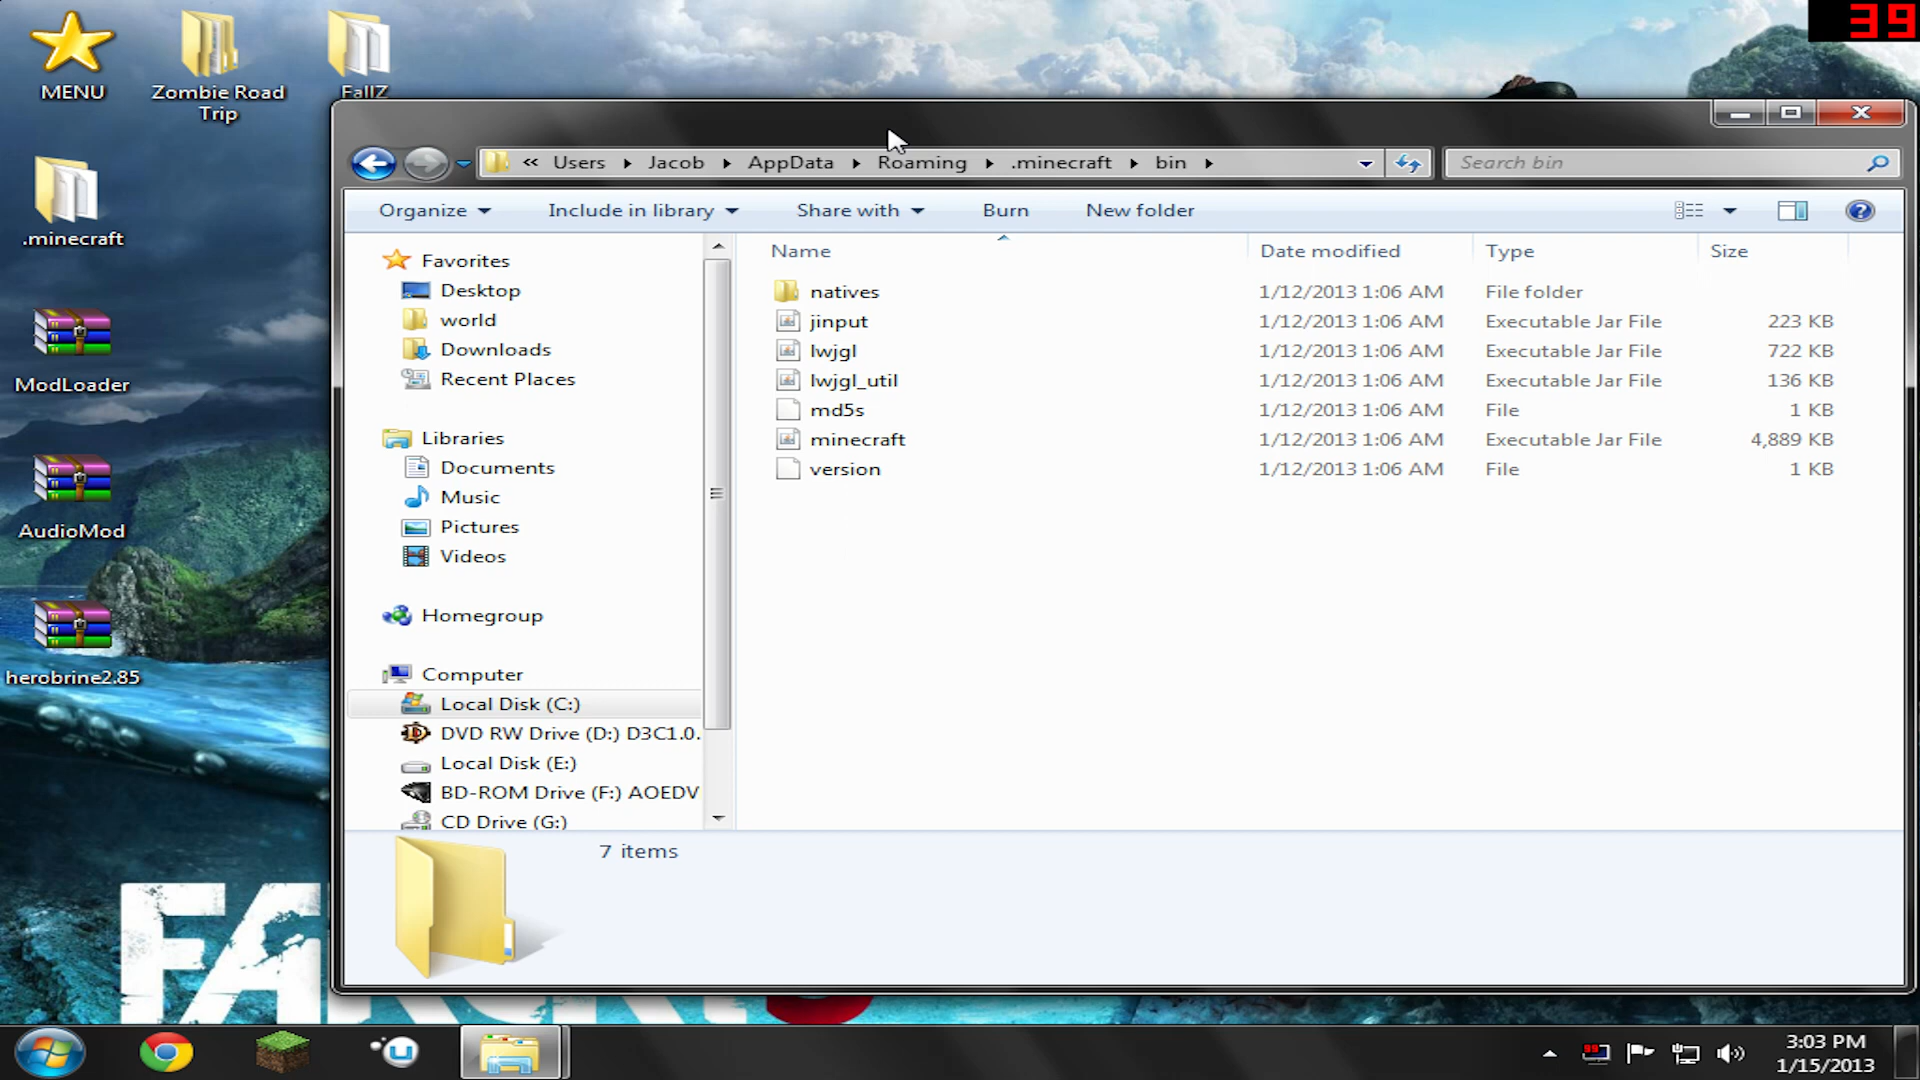 39
MENU
Zombie Road
Trip
FallZ
.minecraft
ModLoader
AudioMod
herobrine2.85
« Users Jacob AppData Roaming .minecraft bin
Search bin
Organize Include in library Share with Burn New folder
Name Date modified Type Size
natives 1/12/2013 1:06 AM File folder
jinput 1/12/2013 1:06 AM Executable Jar File 223 KB
lwjgl 1/12/2013 1:06 AM Executable Jar File 722 KB
lwjgl_util 1/12/2013 1:06 AM Executable Jar File 136 KB
md5s 1/12/2013 1:06 AM File 1 KB
minecraft 1/12/2013 1:06 AM Executable Jar File 4,889 KB
version 1/12/2013 1:06 AM File 1 KB
Favorites
Desktop
world
Downloads
Recent Places
Libraries
Documents
Music
Pictures
Videos
Homegroup
Computer
Local Disk (C:)
DVD RW Drive (D:) D3C1.0.
Local Disk (E:)
BD-ROM Drive (F:) AOEDV
CD Drive (G:)
7 items
3:03 PM
1/15/2013